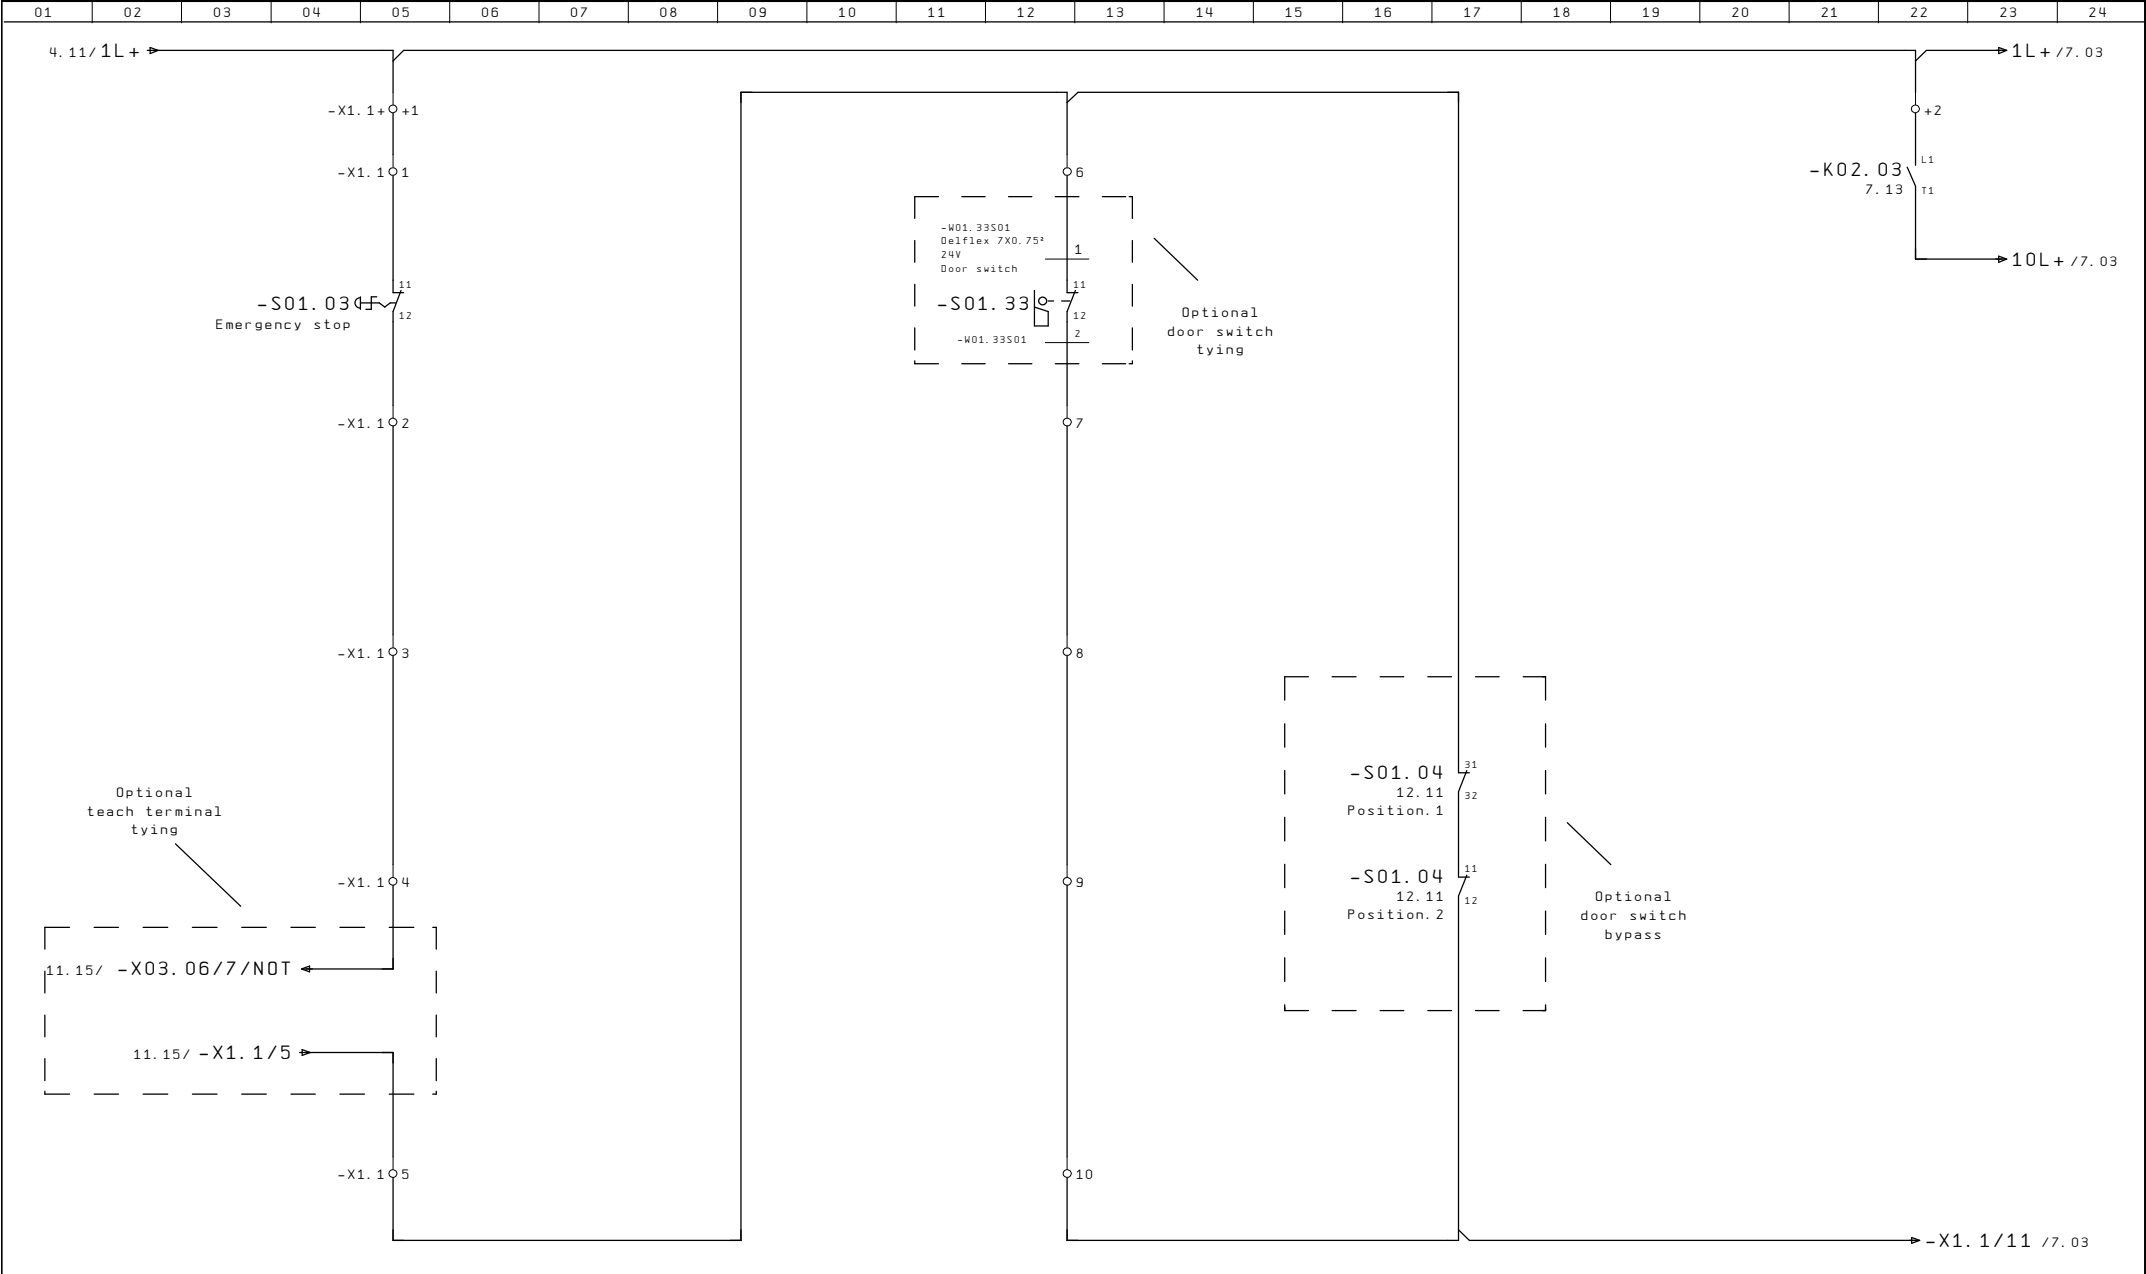 01 02 03 04 05 06 07 08 09 10 11 12 13 14 15 16 17 18 19 20 21 22 23 24
4.11/1L+
1L+/7.03
-X1.1+ +1
+2
-X1.1 1
6
-K02.03
7.13
L1
T1
-W01.33S01
Oelflex 7X0.75²
24V
Door switch
1
10L+/7.03
-S01.03
Emergency stop
11
12
-S01.33
11
12
-W01.33S01
2
Optional
door switch
tying
-X1.1 2
7
-X1.1 3
8
-S01.04
12.11
Position.1
31
32
Optional
teach terminal
tying
-X1.1 4
9
-S01.04
12.11
Position.2
11
12
Optional
door switch
bypass
11.15/ -X03.06/7/NOT
11.15/ -X1.1/5
-X1.1 5
10
-X1.1/11 /7.03